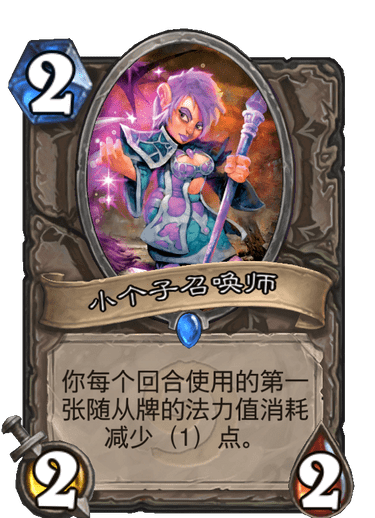 2
小个子召唤师
你每个回合使用的第一
张随从牌的法力值消耗
减少（1）点。
2
2